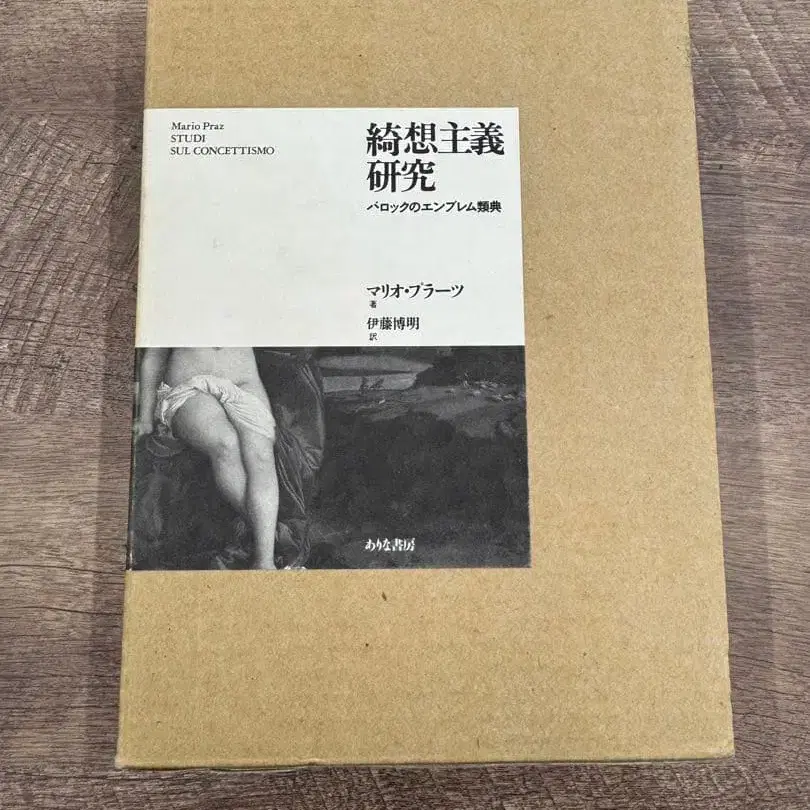 Mario Praz
STUDI
SUL CONCETTISMO
綺想主義
研究
バロックのエンブレム類典
マリオ・プラーツ
著
伊藤博明
訳
ありな書房